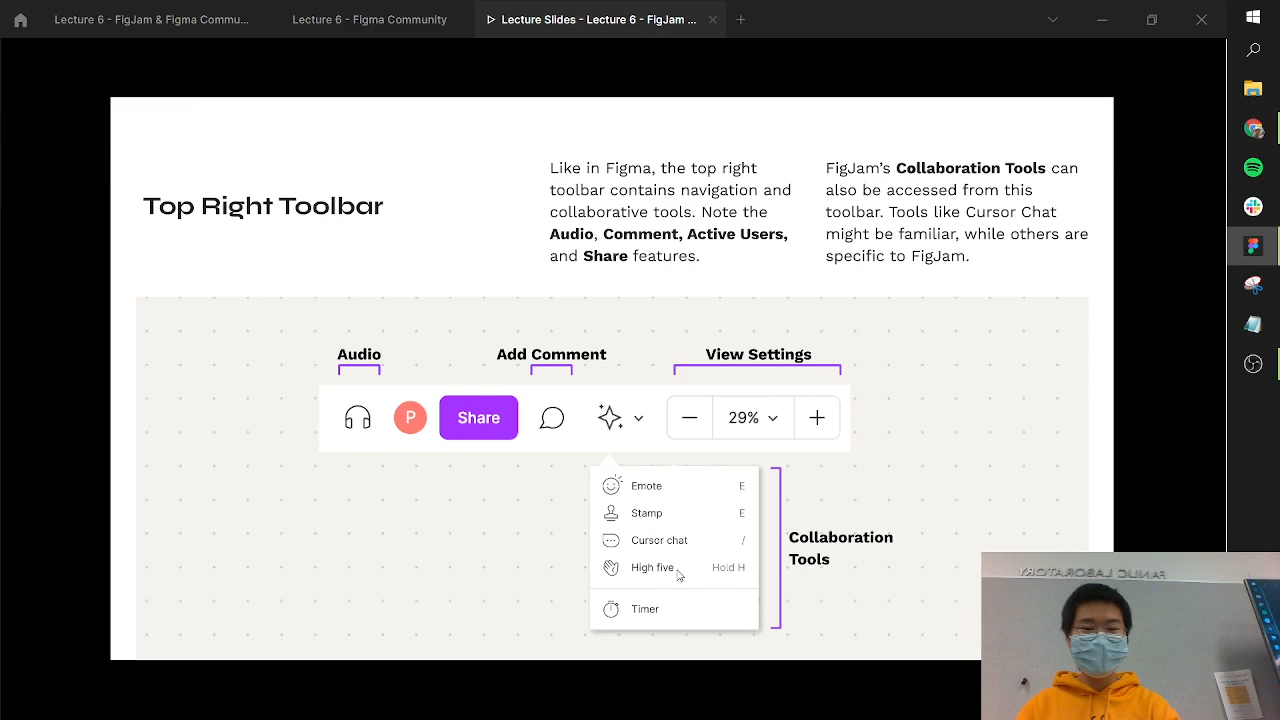 Lecture 6 - FigJam & Figma Commu...
Lecture 6 - Figma Community
Lecture Slides - Lecture 6 - FigJam ...
Top Right Toolbar
Like in Figma, the top right
toolbar contains navigation and
collaborative tools. Note the
Audio, Comment, Active Users,
and Share features.
FigJam's Collaboration Tools can
also be accessed from this
toolbar. Tools like Cursor Chat
might be familiar, while others are
specific to FigJam.
Audio
Add Comment
View Settings
P
Share
29%
Emote E
Stamp E
Cursor chat /
High five Hold H
Timer
Collaboration
Tools
FANUC LABORATORY